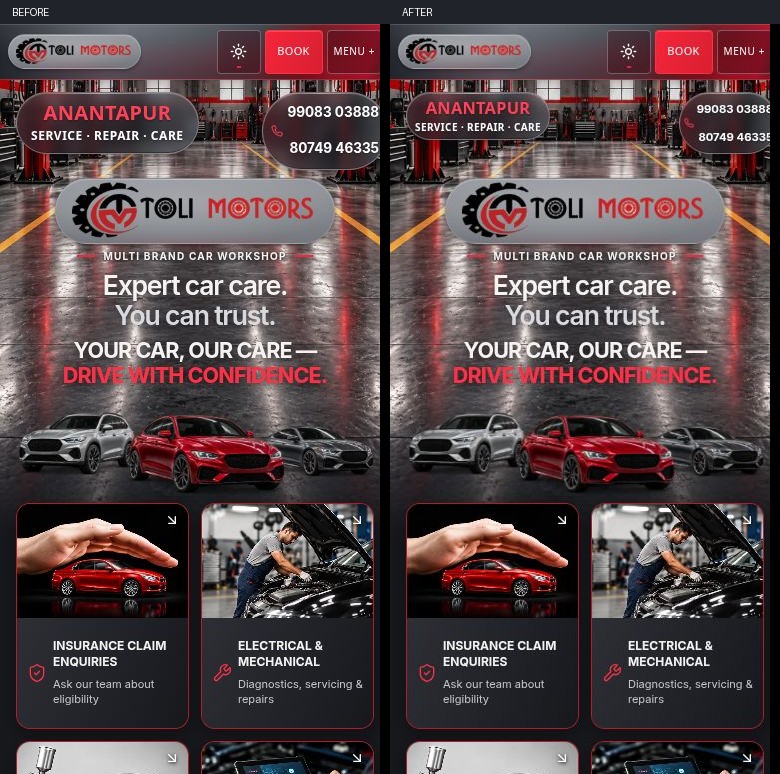 BEFORE
TOLI MOTORS
BOOK
MENU +
ANANTAPUR
SERVICE · REPAIR · CARE
99083 03888
80749 46335
TOLI MOTORS
MULTI BRAND CAR WORKSHOP
Expert car care.
You can trust.
YOUR CAR, OUR CARE —
DRIVE WITH CONFIDENCE.
INSURANCE CLAIM
ENQUIRIES
Ask our team about
eligibility
ELECTRICAL &
MECHANICAL
Diagnostics, servicing &
repairs
AFTER
TOLI MOTORS
BOOK
MENU +
ANANTAPUR
SERVICE · REPAIR · CARE
99083 03888
80749 46335
TOLI MOTORS
MULTI BRAND CAR WORKSHOP
Expert car care.
You can trust.
YOUR CAR, OUR CARE —
DRIVE WITH CONFIDENCE.
INSURANCE CLAIM
ENQUIRIES
Ask our team about
eligibility
ELECTRICAL &
MECHANICAL
Diagnostics, servicing &
repairs